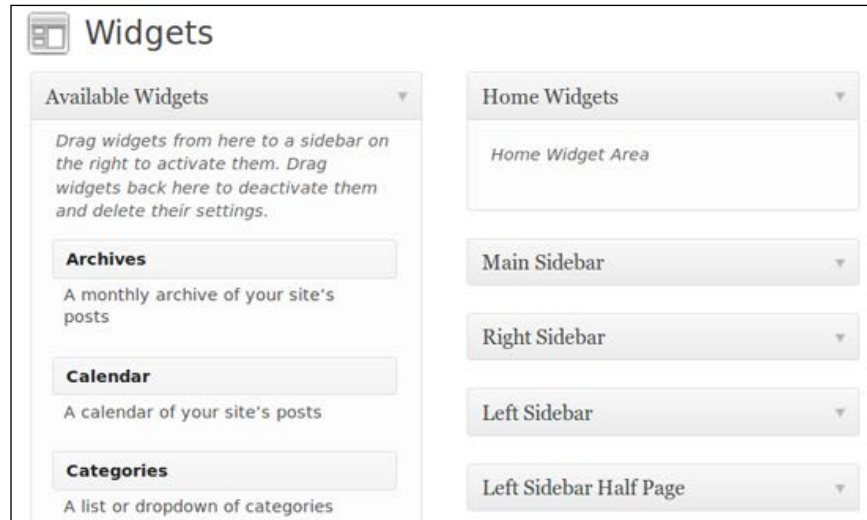 Widgets
Available Widgets
Drag widgets from here to a sidebar on
the right to activate them. Drag
widgets back here to deactivate them
and delete their settings.
Archives
A monthly archive of your site's
posts
Calendar
A calendar of your site's posts
Categories
A list or dropdown of categories
Home Widgets
Home Widget Area
Main Sidebar
Right Sidebar
Left Sidebar
Left Sidebar Half Page